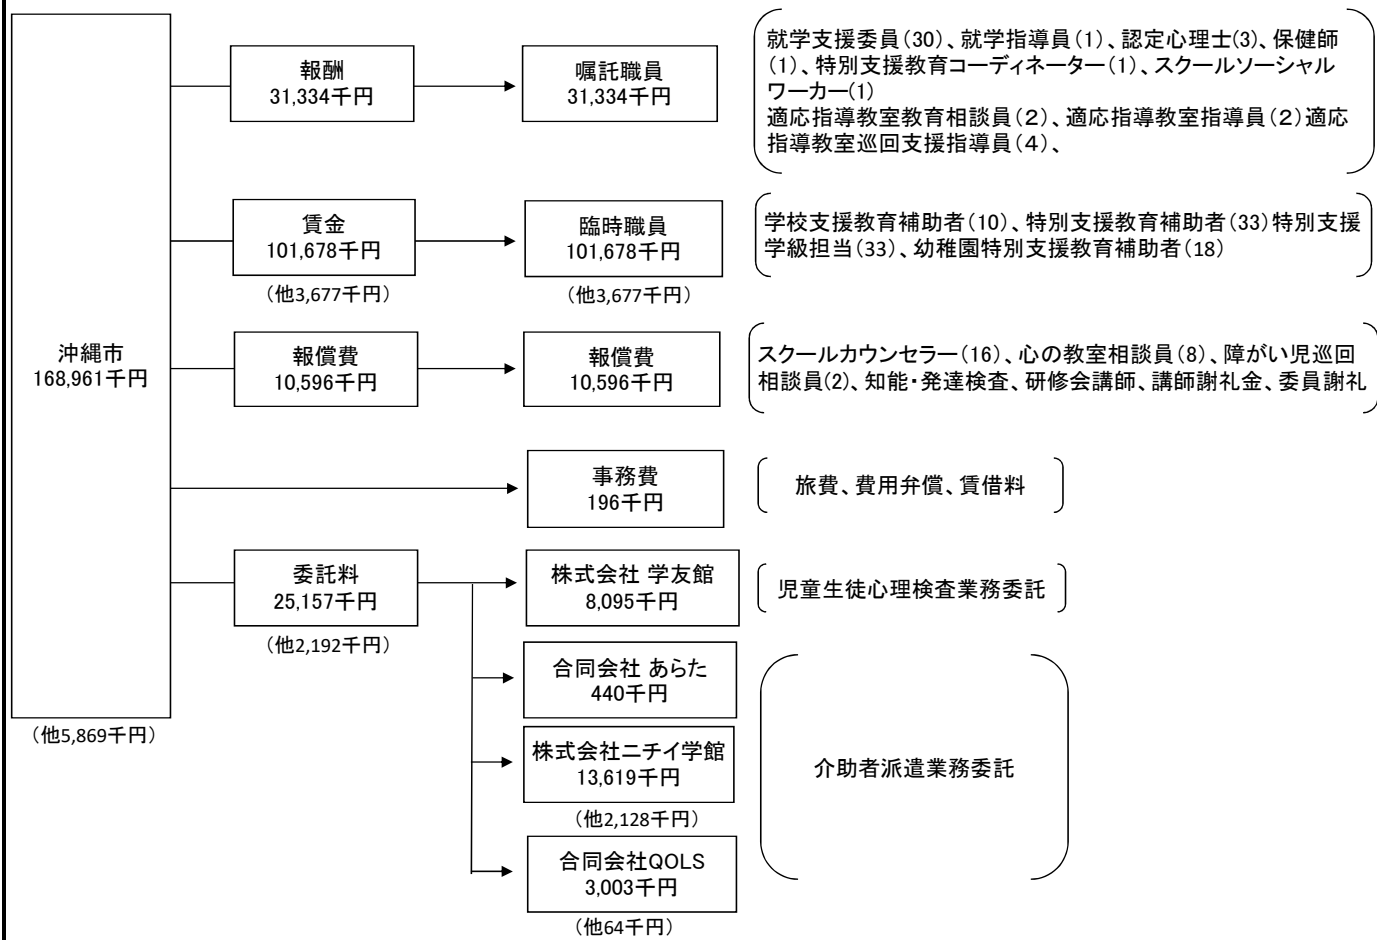 沖縄市
168,961千円
（他5,869千円）
報酬
31,334千円
嘱託職員
31,334千円
就学支援委員（30）、就学指導員（1）、認定心理士(3)、保健師
（1）、特別支援教育コーディネーター（1）、スクールソーシャル
ワーカー(1)
適応指導教室教育相談員（２）、適応指導教室指導員（２）適応
指導教室巡回支援指導員（４）、
賃金
101,678千円
（他3,677千円）
臨時職員
101,678千円
（他3,677千円）
学校支援教育補助者（10）、特別支援教育補助者（33）特別支援
学級担当（33）、幼稚園特別支援教育補助者（18）
報償費
10,596千円
報償費
10,596千円
スクールカウンセラー（16）、心の教室相談員（8）、障がい児巡回
相談員(2)、知能・発達検査、研修会講師、講師謝礼金、委員謝礼
事務費
196千円
旅費、費用弁償、賃借料
委託料
25,157千円
（他2,192千円）
株式会社 学友館
8,095千円
児童生徒心理検査業務委託
合同会社 あらた
440千円
株式会社ニチイ学館
13,619千円
（他2,128千円）
合同会社QOLS
3,003千円
（他64千円）
介助者派遣業務委託